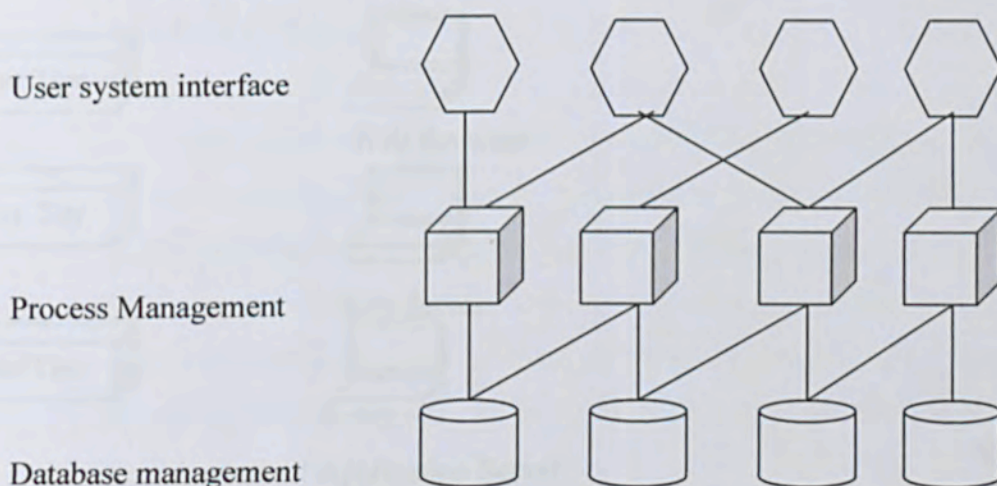 User system interface
Process Management
Database management